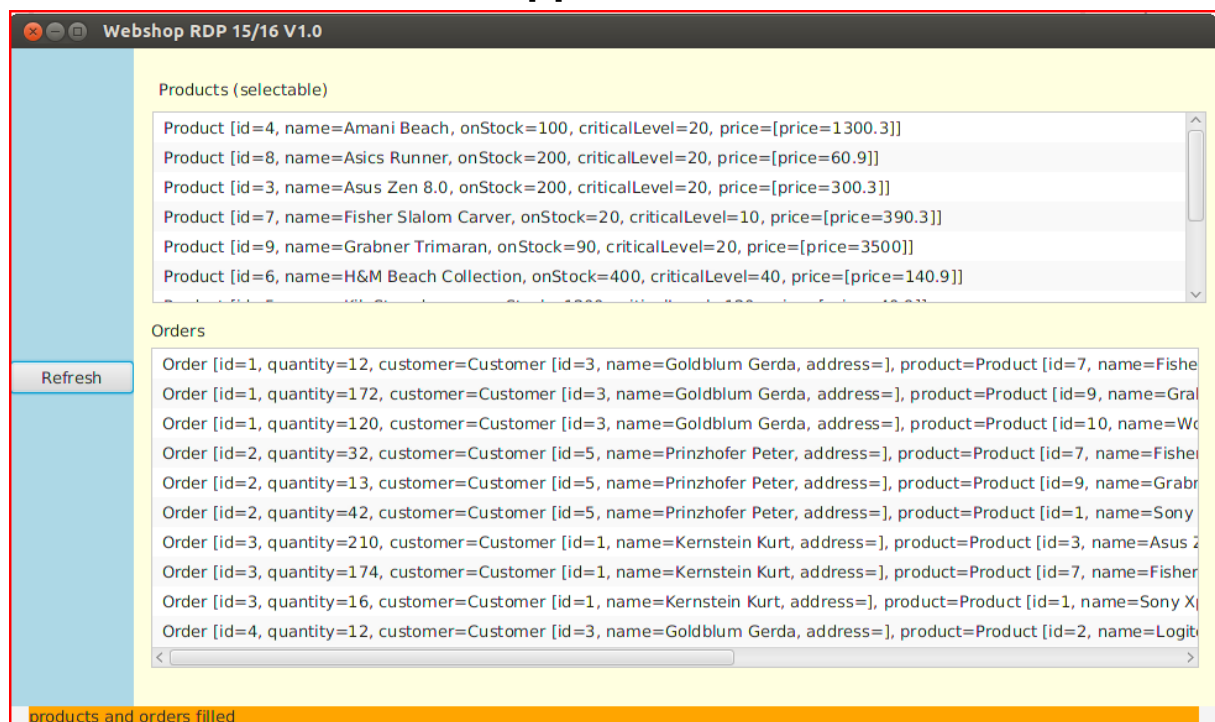 Webshop RDP 15/16 V1.0
Products (selectable)
Product [id=4, name=Amani Beach, onStock=100, criticalLevel=20, price=[price=1300.3]]
Product [id=8, name=Asics Runner, onStock=200, criticalLevel=20, price=[price=60.9]]
Product [id=3, name=Asus Zen 8.0, onStock=200, criticalLevel=20, price=[price=300.3]]
Product [id=7, name=Fisher Slalom Carver, onStock=20, criticalLevel=10, price=[price=390.3]]
Product [id=9, name=Grabner Trimaran, onStock=90, criticalLevel=20, price=[price=3500]]
Product [id=6, name=H&M Beach Collection, onStock=400, criticalLevel=40, price=[price=140.9]]
Orders
Refresh
Order [id=1, quantity=12, customer=Customer [id=3, name=Goldblum Gerda, address=], product=Product [id=7, name=Fishe
Order [id=1, quantity=172, customer=Customer [id=3, name=Goldblum Gerda, address=], product=Product [id=9, name=Gra
Order [id=1, quantity=120, customer=Customer [id=3, name=Goldblum Gerda, address=], product=Product [id=10, name=Wo
Order [id=2, quantity=32, customer=Customer [id=5, name=Prinzhofer Peter, address=], product=Product [id=7, name=Fisher
Order [id=2, quantity=13, customer=Customer [id=5, name=Prinzhofer Peter, address=], product=Product [id=9, name=Grabn
Order [id=2, quantity=42, customer=Customer [id=5, name=Prinzhofer Peter, address=], product=Product [id=1, name=Sony
Order [id=3, quantity=210, customer=Customer [id=1, name=Kernstein Kurt, address=], product=Product [id=3, name=Asus Z
Order [id=3, quantity=174, customer=Customer [id=1, name=Kernstein Kurt, address=], product=Product [id=7, name=Fisher
Order [id=3, quantity=16, customer=Customer [id=1, name=Kernstein Kurt, address=], product=Product [id=1, name=Sony Xp
Order [id=4, quantity=12, customer=Customer [id=3, name=Goldblum Gerda, address=], product=Product [id=2, name=Logit
products and orders filled